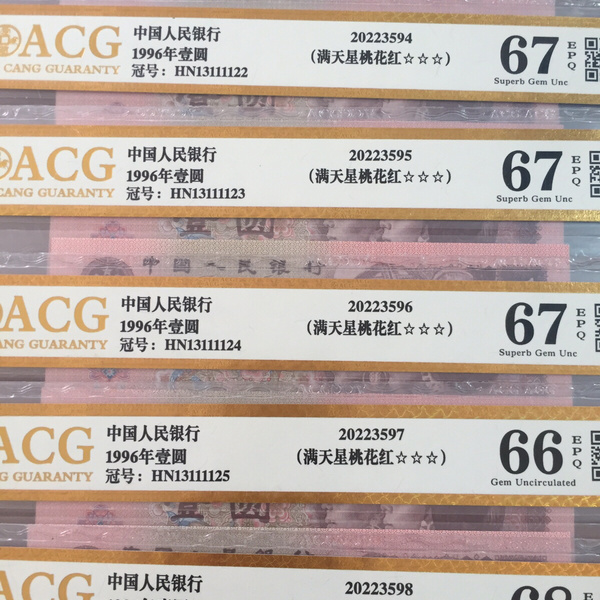 ACG
CANG GUARANTY
中国人民银行
1996年壹圆
冠号：HN13111122
20223594
（满天星桃花红☆☆☆）
67
EPQ
Superb Gem Unc
ACG
CANG GUARANTY
中国人民银行
1996年壹圆
冠号：HN13111123
20223595
（满天星桃花红☆☆☆）
67
EPQ
Superb Gem Unc
壹圆
中国人民银行
ACG
ANG GUARANTY
中国人民银行
1996年壹圆
冠号：HN13111124
20223596
（满天星桃花红☆☆☆）
67
EPQ
Superb Gem Unc
ACG
G GUARANTY
中国人民银行
1996年壹圆
冠号：HN13111125
20223597
（满天星桃花红☆☆☆）
66
EPQ
Gem Uncirculated
壹圆
ACG
中国人民银行
20223598